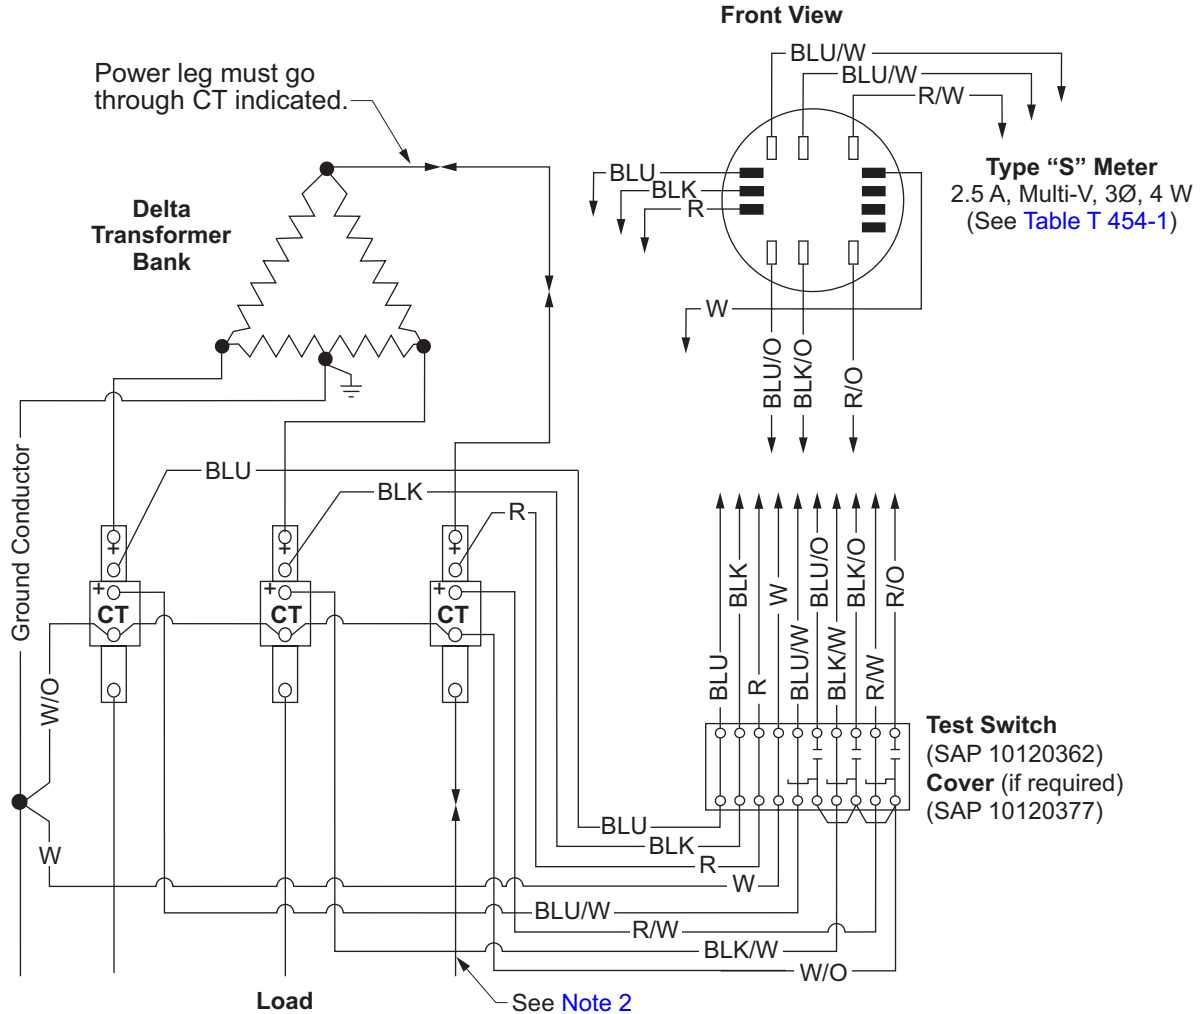 Front View
BLU/W
BLU/W
R/W
Power leg must go
through CT indicated.
Type “S” Meter
2.5 A, Multi-V, 3Ø, 4 W
(See Table T 454-1)
BLU
BLK
R
Delta
Transformer
Bank
W
BLU/O
BLK/O
R/O
Ground Conductor
BLU
BLK
R
+
+
+
+
CT
+
CT
+
CT
W/O
W
BLU
BLK
R
W
BLU/W
BLU/O
BLK/W
BLK/O
R/W
R/O
Test Switch
(SAP 10120362)
Cover (if required)
(SAP 10120377)
BLU
BLK
R
W
BLU/W
R/W
BLK/W
W/O
Load
See Note 2